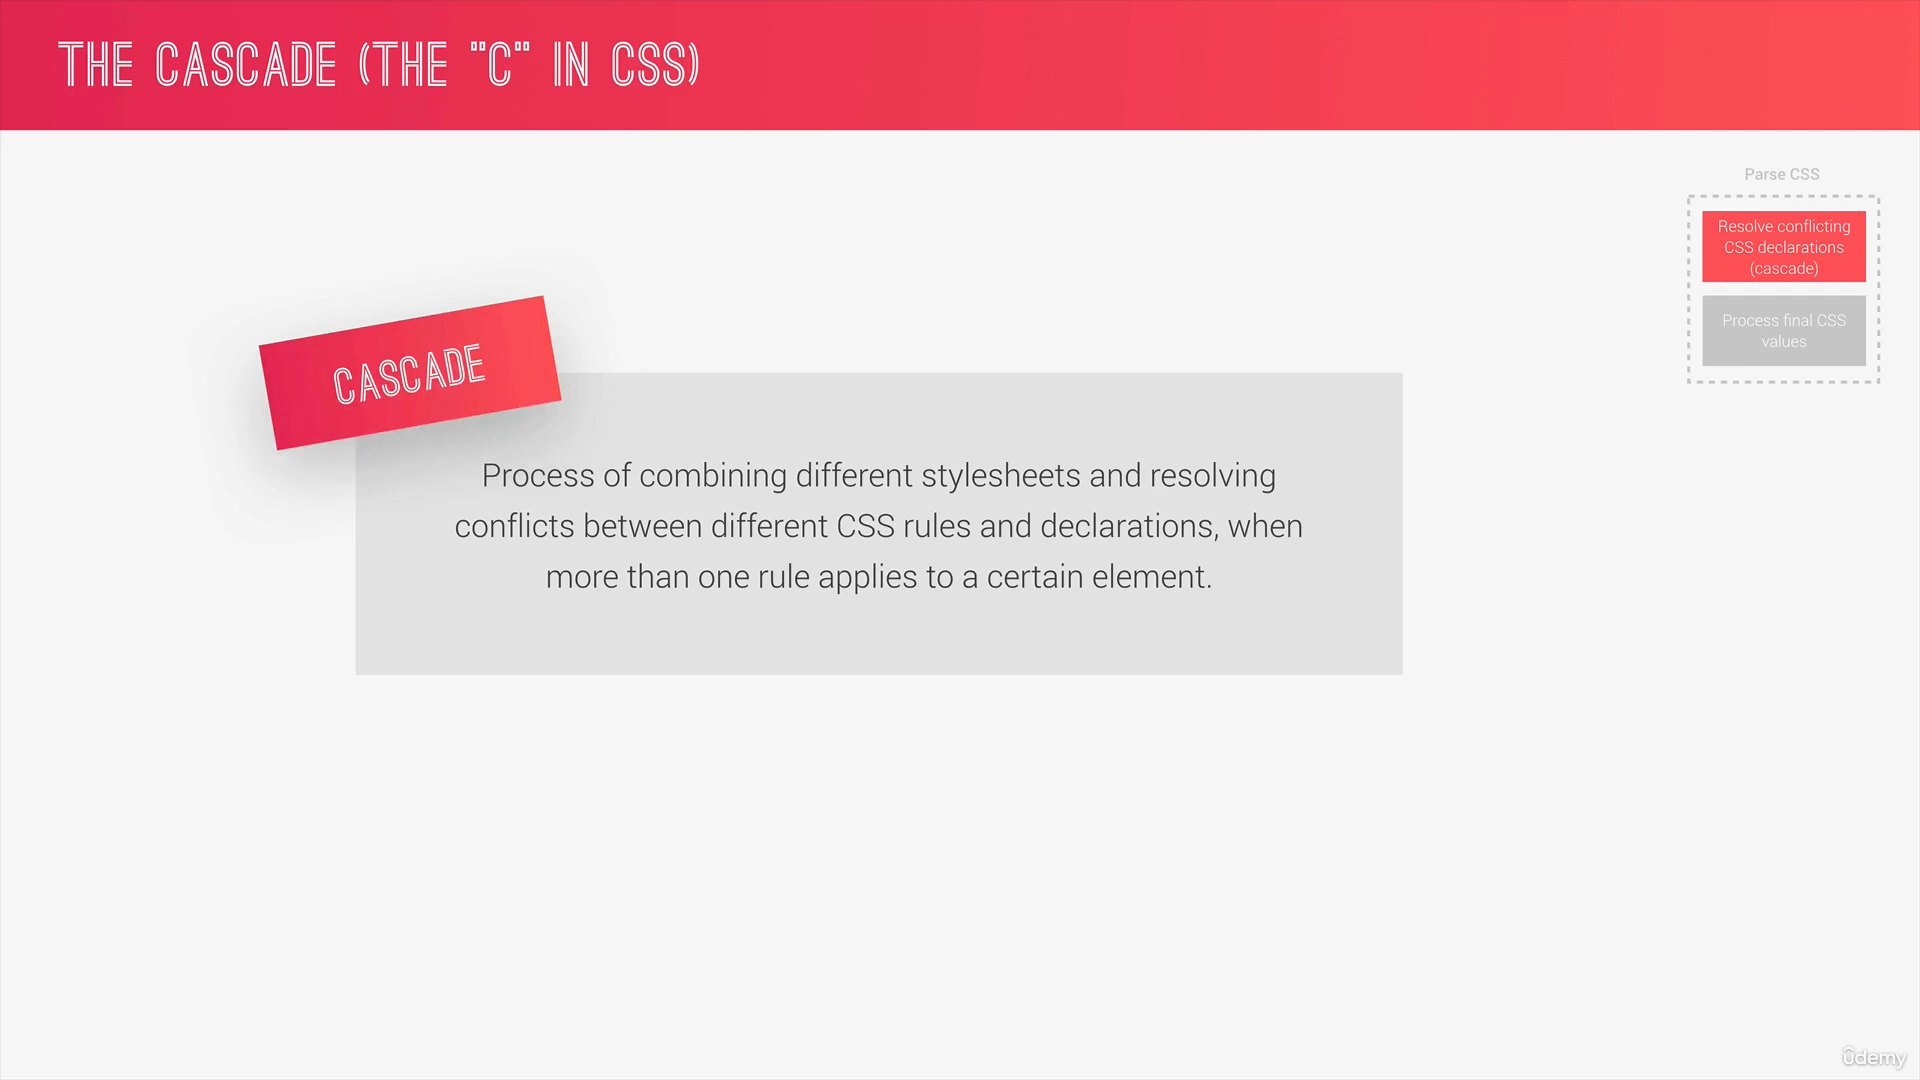 THE CASCADE (THE "C" IN CSS)
Parse CSS
Resolve conflicting
CSS declarations
(cascade)
Process final CSS
values
CASCADE
Process of combining different stylesheets and resolving
conflicts between different CSS rules and declarations, when
more than one rule applies to a certain element.
ûdemy